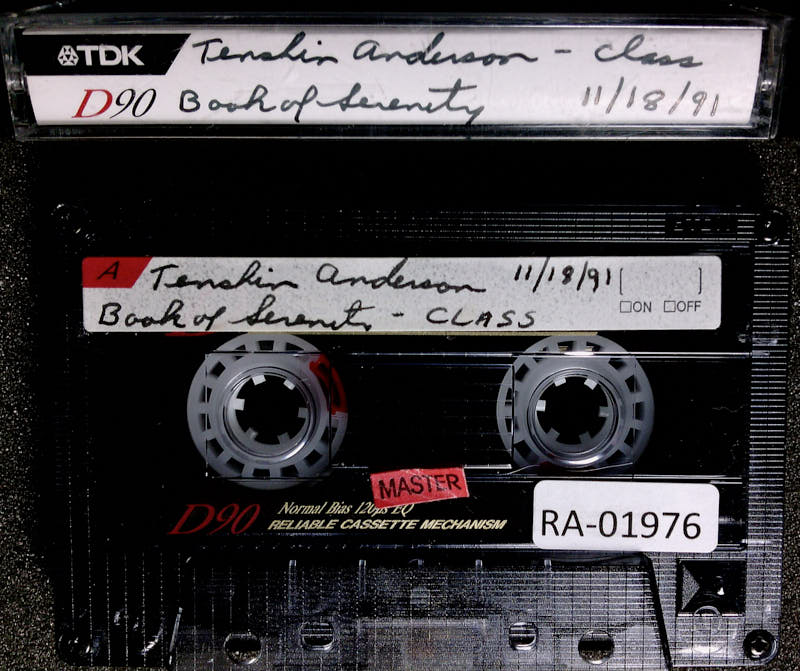 TDK Tenshin Anderson - Class
D90 Book of Serenity 11/18/91
A Tenshin Anderson 11/18/91 [ ]
Book of Serenity - CLASS □ON □OFF
MASTER
D90 Normal Bias 120μs EQ
RELIABLE CASSETTE MECHANISM
RA-01976